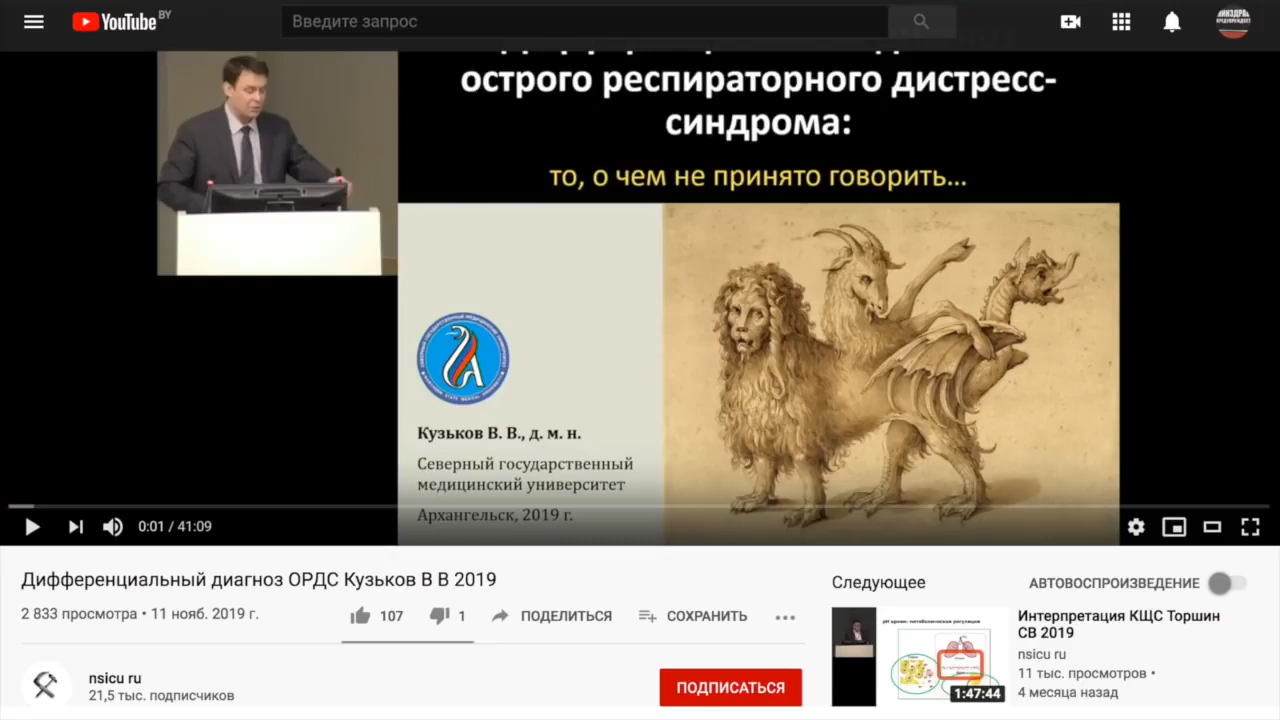 YouTube BY
Введите запрос
острого респираторного дистресс-
синдрома:
то, о чем не принято говорить...
Кузьков В. В., д. м. н.
Северный государственный
медицинский университет
Архангельск, 2019 г.
0:01 / 41:09
Дифференциальный диагноз ОРДС Кузьков В В 2019
2 833 просмотра • 11 нояб. 2019 г.
107
1
ПОДЕЛИТЬСЯ
СОХРАНИТЬ
nsicu ru
21,5 тыс. подписчиков
ПОДПИСАТЬСЯ
Следующее
АВТОВОСПРОИЗВЕДЕНИЕ
1:47:44
Интерпретация КЩС Торшин
СВ 2019
nsicu ru
11 тыс. просмотров •
4 месяца назад